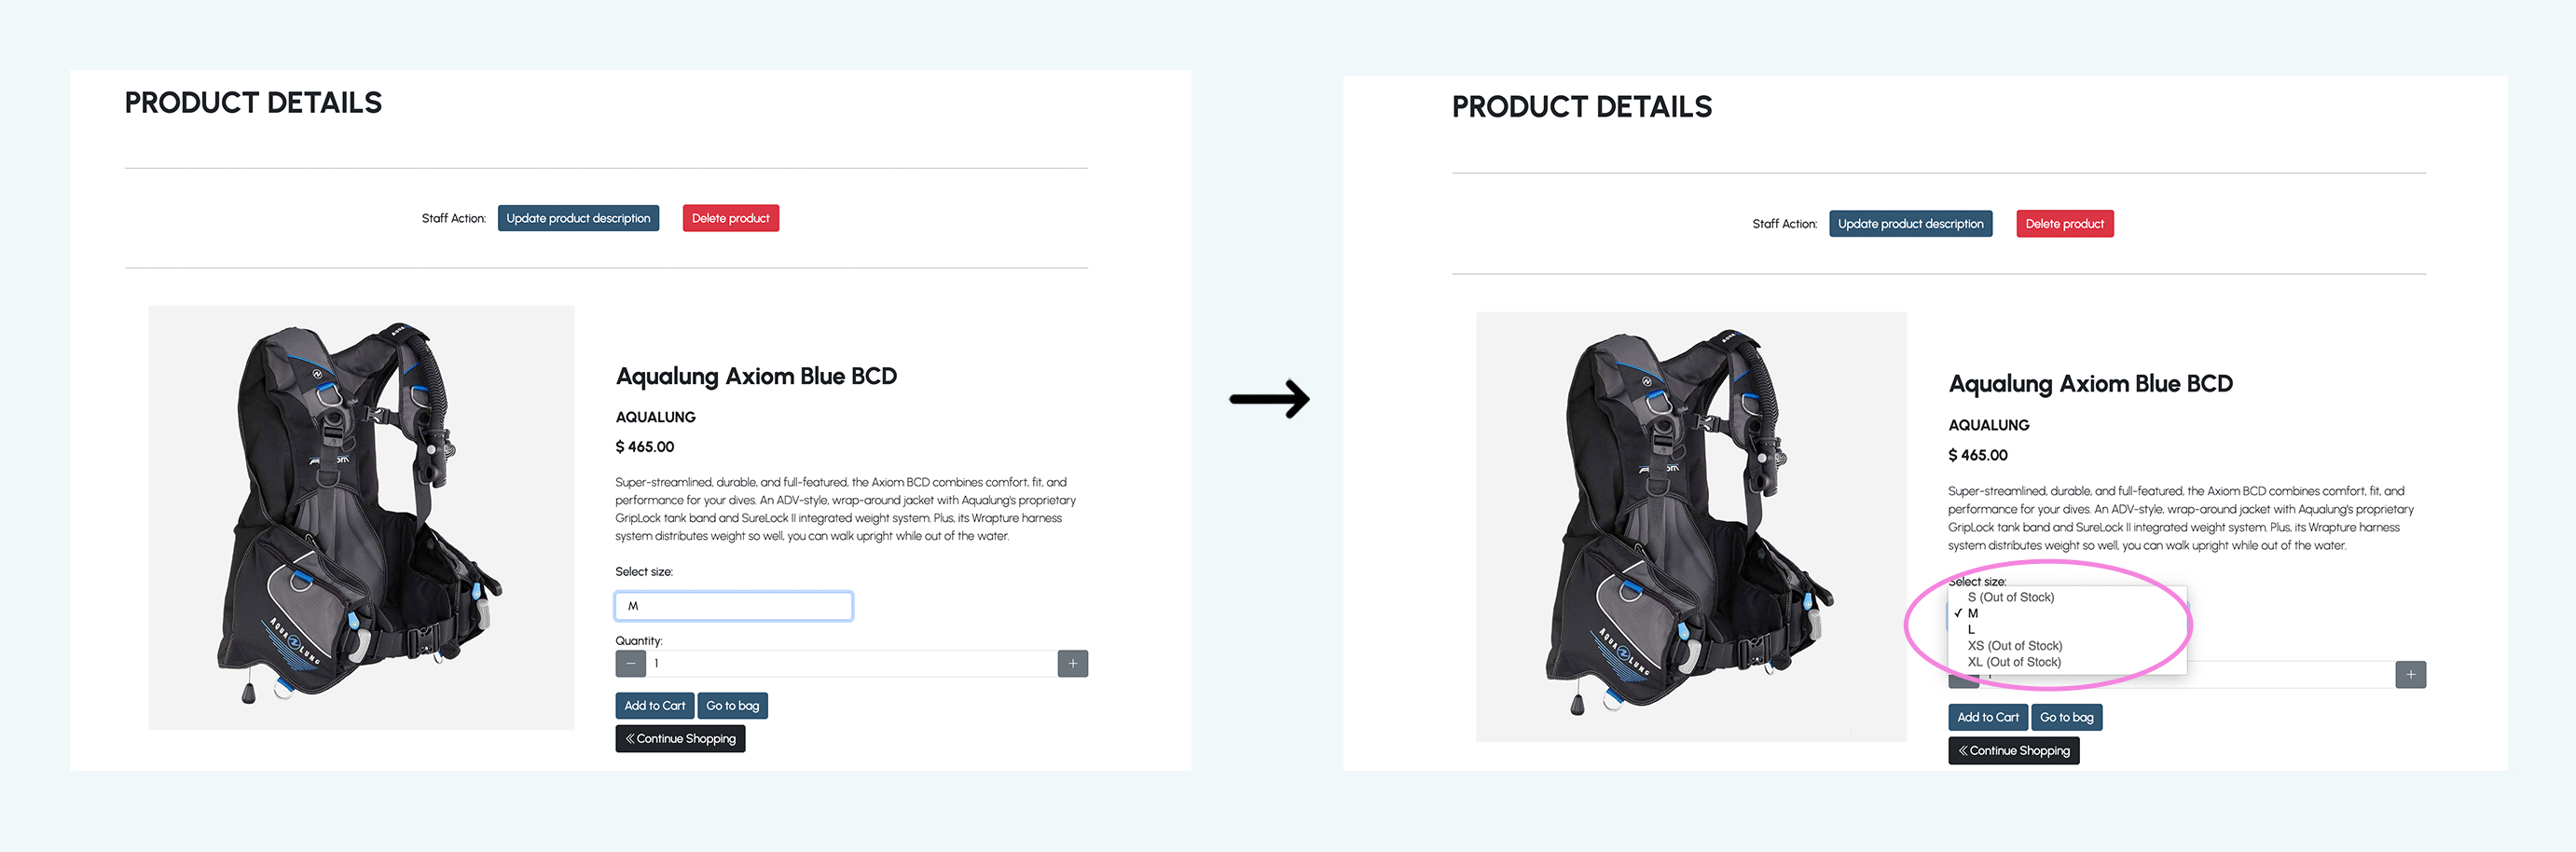 PRODUCT DETAILS
Staff Action: Update product description Delete product
AQUA LUNG
Aqualung Axiom Blue BCD
AQUALUNG
$ 465.00
Super-streamlined, durable, and full-featured, the Axiom BCD combines comfort, fit, and
performance for your dives. An ADV-style, wrap-around jacket with Aqualung's proprietary
GripLock tank band and SureLock II integrated weight system. Plus, its Wrapture harness
system distributes weight so well, you can walk upright while out of the water.
Select size:
M
Quantity:
− 1 +
Add to Cart Go to bag
« Continue Shopping
PRODUCT DETAILS
Staff Action: Update product description Delete product
AQUA LUNG
Aqualung Axiom Blue BCD
AQUALUNG
$ 465.00
Super-streamlined, durable, and full-featured, the Axiom BCD combines comfort, fit, and
performance for your dives. An ADV-style, wrap-around jacket with Aqualung's proprietary
GripLock tank band and SureLock II integrated weight system. Plus, its Wrapture harness
system distributes weight so well, you can walk upright while out of the water.
Select size:
S (Out of Stock)
✓ M
L
XS (Out of Stock)
XL (Out of Stock)
+
Add to Cart Go to bag
« Continue Shopping